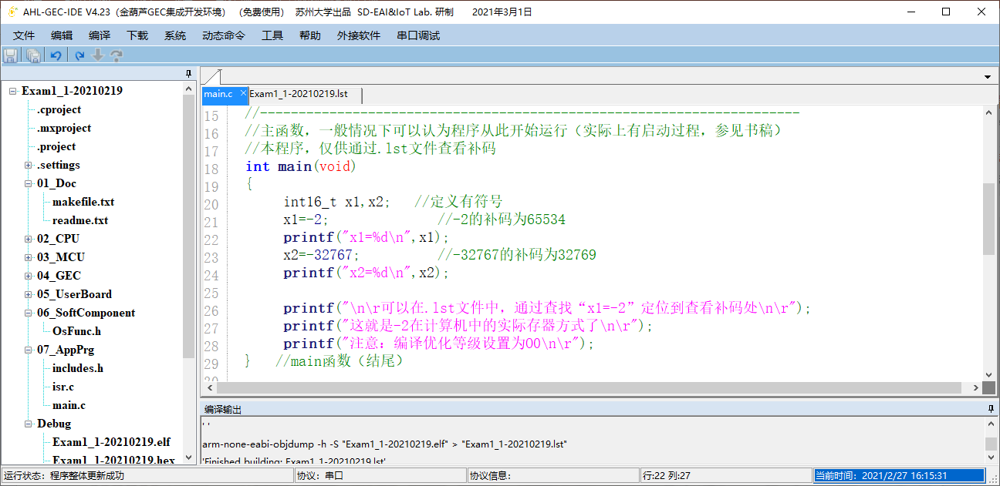 AHL-GEC-IDE V4.23（金葫芦GEC集成开发环境） （免费使用） 苏州大学出品 SD-EAI&IoT Lab. 研制 2021年3月1日
文件 编辑 编译 下载 系统 动态命令 工具 帮助 外接软件 串口调试
Exam1_1-20210219
.cproject
.mxproject
.project
.settings
01_Doc
makefile.txt
readme.txt
02_CPU
03_MCU
04_GEC
05_UserBoard
06_SoftComponent
OsFunc.h
07_AppPrg
includes.h
isr.c
main.c
Debug
Exam1_1-20210219.elf
Exam1_1-20210219.hex
main.c × Exam1_1-20210219.lst
15 //----------------------------------------------------------------------
16 //主函数，一般情况下可以认为程序从此开始运行（实际上有启动过程，参见书稿）
17 //本程序，仅供通过.lst文件查看补码
18 int main(void)
19 {
20 int16_t x1,x2; //定义有符号
21 x1=-2; //-2的补码为65534
22 printf("x1=%d\n",x1);
23 x2=-32767; //-32767的补码为32769
24 printf("x2=%d\n",x2);
25
26 printf("\n\r可以在.lst文件中，通过查找“x1=-2”定位到查看补码处\n\r");
27 printf("这就是-2在计算机中的实际存器方式了\n\r");
28 printf("注意：编译优化等级设置为O0\n\r");
29 } //main函数（结尾）
30
编译输出
' '
arm-none-eabi-objdump -h -S "Exam1_1-20210219.elf" > "Exam1_1-20210219.lst"
'Finished building: Exam1_1-20210219.lst'
运行状态：程序整体更新成功 协议：串口 协议信息： 行:22 列:27 当前时间：2021/2/27 16:15:31